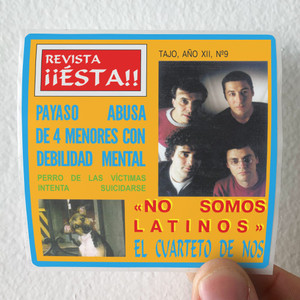 REVISTA
¡¡ÉSTA!!
TAJO, AÑO XII, Nº9
PAYASO ABUSA
DE 4 MENORES CON
DEBILIDAD MENTAL
PERRO DE LAS VÍCTIMAS
INTENTA SUICIDARSE
«NO SOMOS
LATINOS»
EL CUARTETO DE NOS